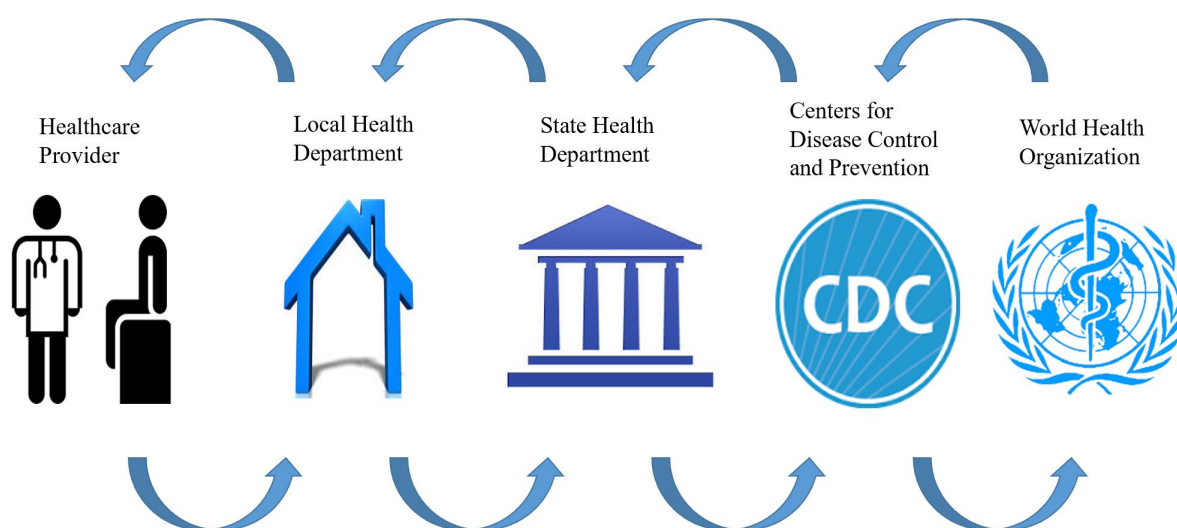 Healthcare
Provider
Local Health
Department
State Health
Department
Centers for
Disease Control
and Prevention
World Health
Organization
CDC